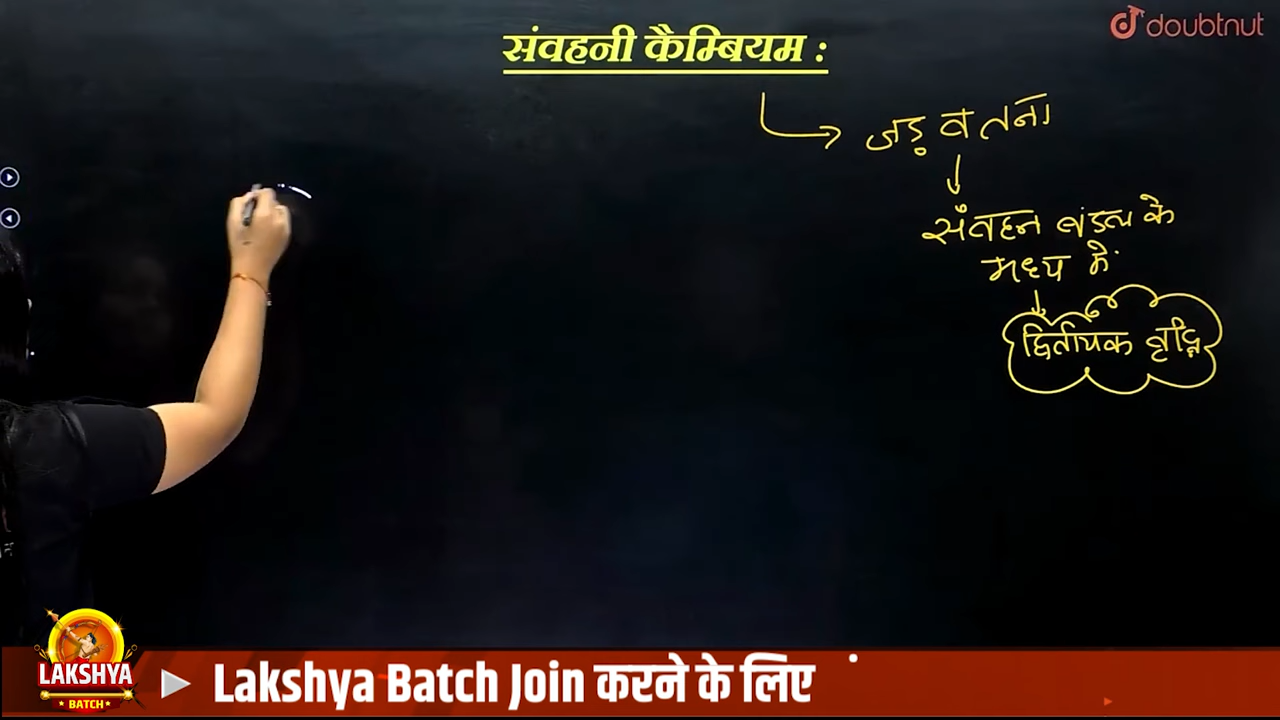 doubtnut
संवहनी कैम्बियम :
जड़ व तना
संवहन बंडल के
मध्य में
द्वितीयक वृद्धि
LAKSHYA
BATCH
Lakshya Batch Join करने के लिए